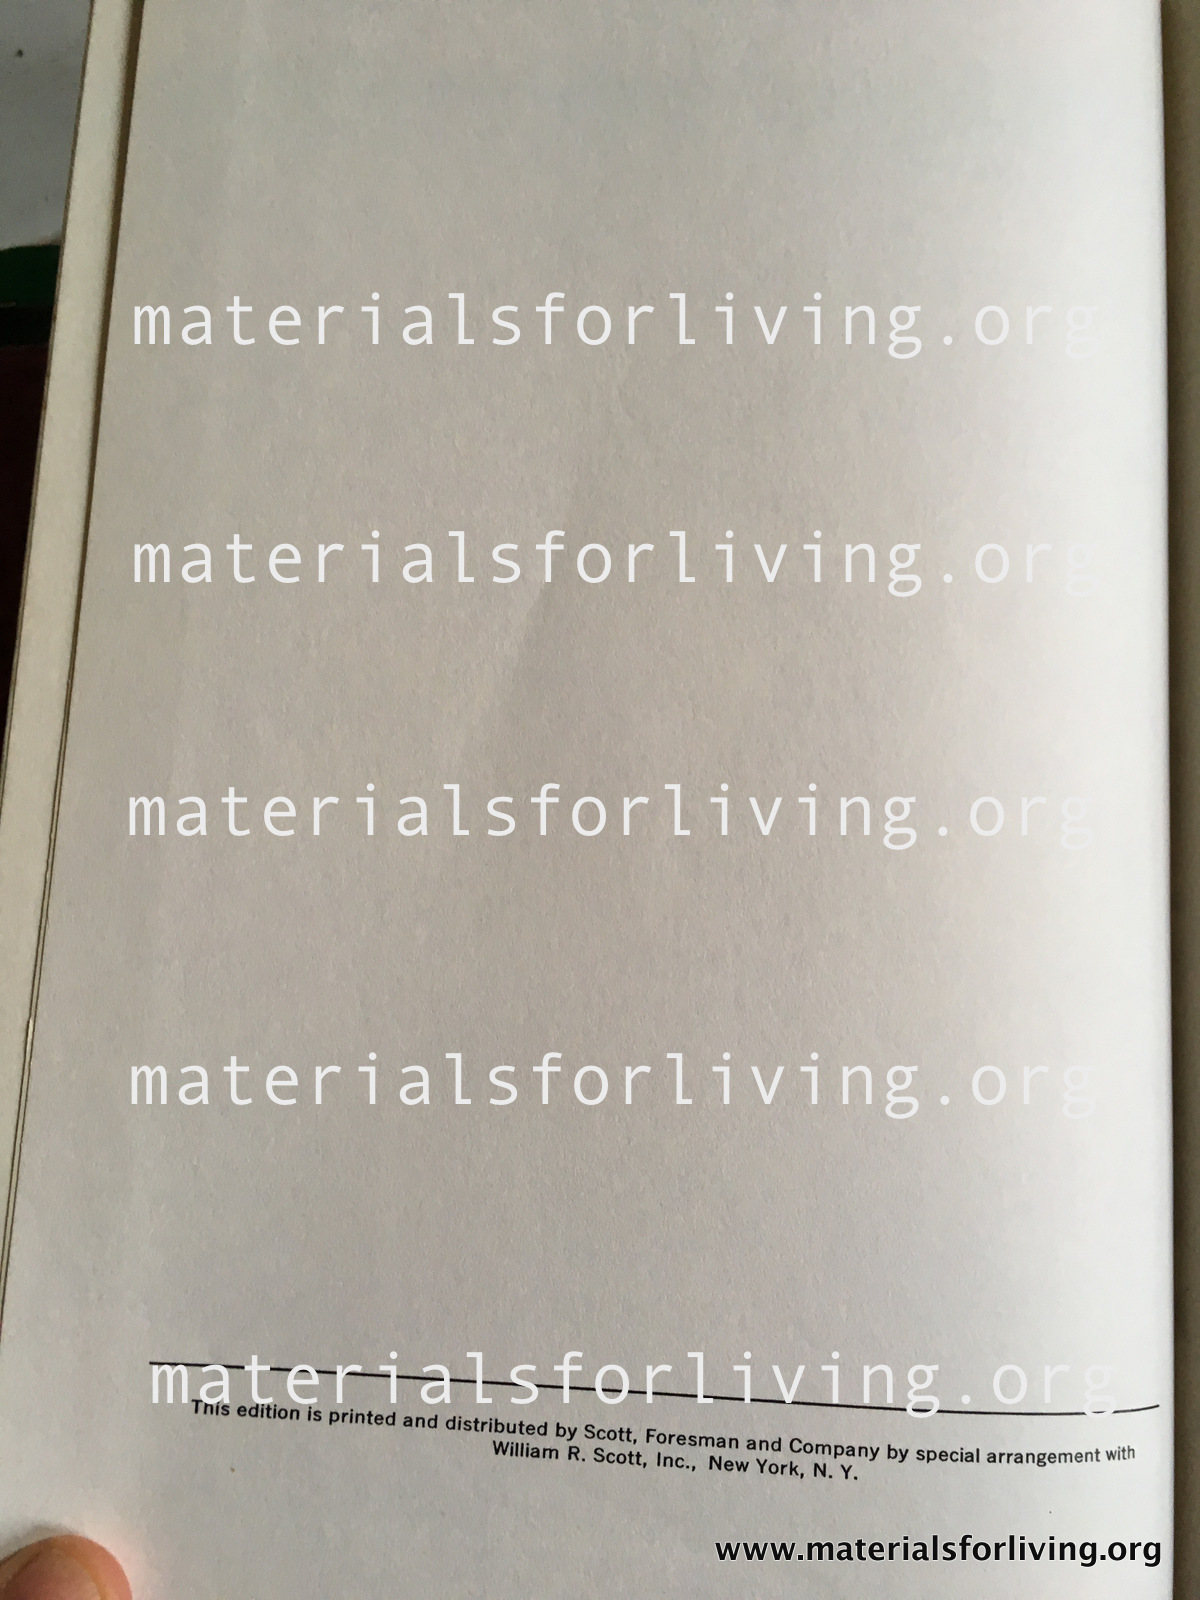 materialsforliving.org
materialsforliving.org
materialsforliving.org
materialsforliving.org
materialsforliving.org
This edition is printed and distributed by Scott, Foresman and Company by special arrangement with
William R. Scott, Inc., New York, N. Y.
www.materialsforliving.org